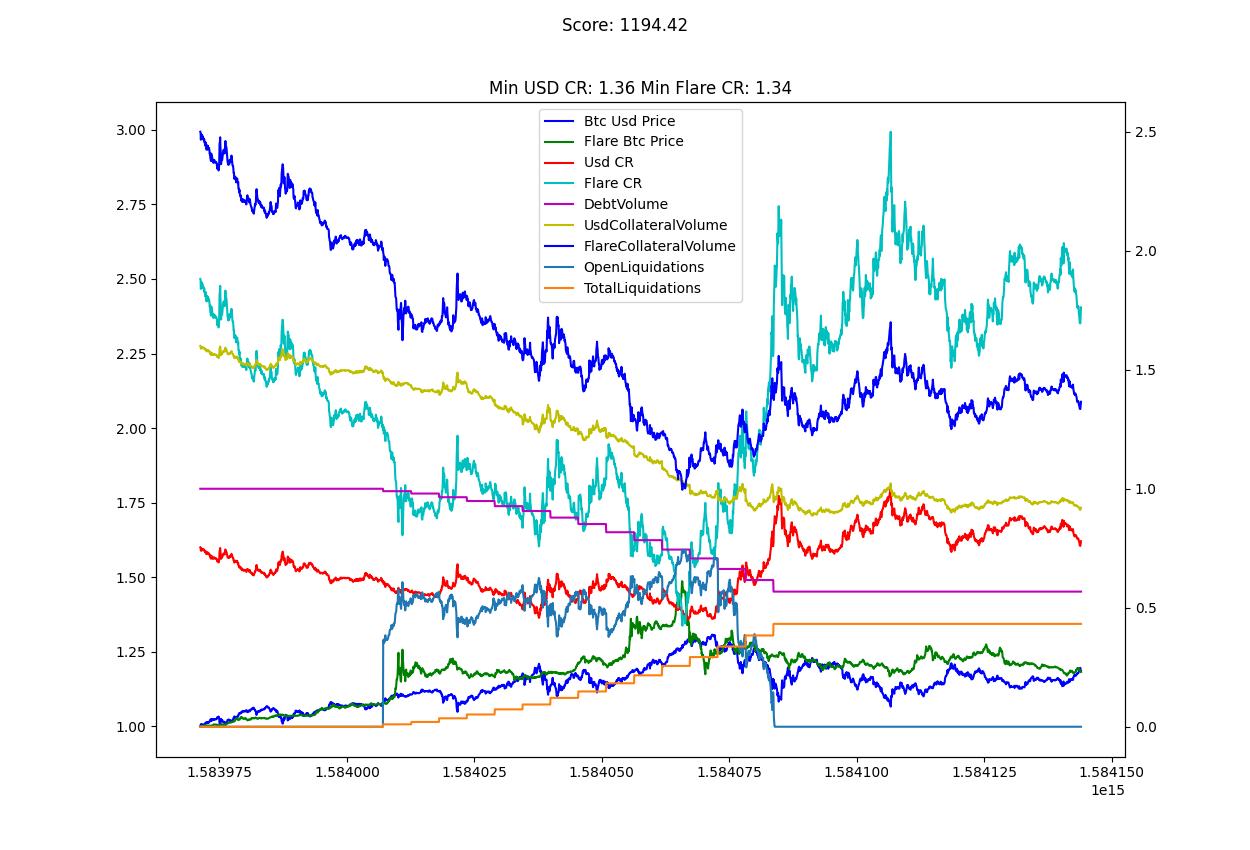 Score: 1194.42
Min USD CR: 1.36 Min Flare CR: 1.34
Btc Usd Price
Flare Btc Price
Usd CR
Flare CR
DebtVolume
UsdCollateralVolume
FlareCollateralVolume
OpenLiquidations
TotalLiquidations
3.00
2.75
2.50
2.25
2.00
1.75
1.50
1.25
1.00
2.5
2.0
1.5
1.0
0.5
0.0
1.583975 1.584000 1.584025 1.584050 1.584075 1.584100 1.584125 1.584150
1e15